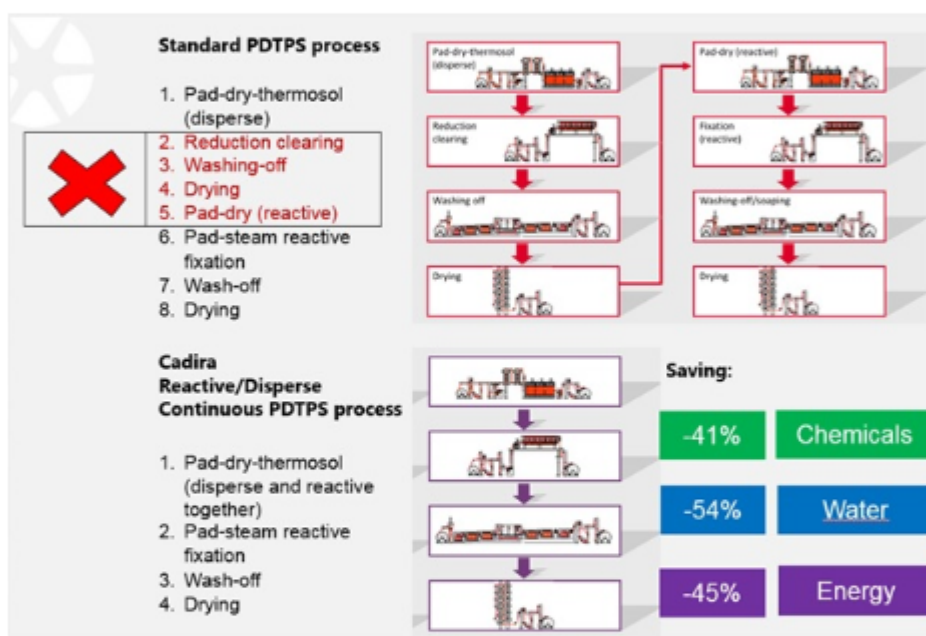 Standard PDTPS process
1. Pad-dry-thermosol
(disperse)
2. Reduction clearing
3. Washing-off
4. Drying
5. Pad-dry (reactive)
6. Pad-steam reactive
fixation
7. Wash-off
8. Drying
Pad-dry-thermosol
(disperse)
Reduction
clearing
Washing off
Drying
Pad-dry (reactive)
Fixation
(reactive)
Washing-off/soaping
Drying
Cadira
Reactive/Disperse
Continuous PDTPS process
1. Pad-dry-thermosol
(disperse and reactive
together)
2. Pad-steam reactive
fixation
3. Wash-off
4. Drying
Saving:
-41% Chemicals
-54% Water
-45% Energy